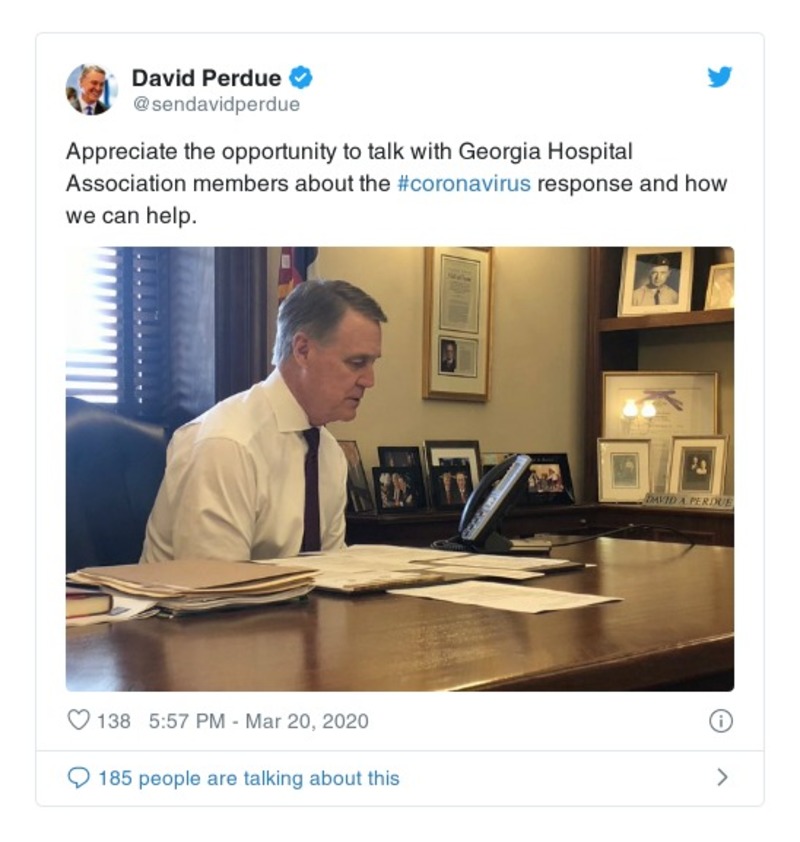 David Perdue
@sendavidperdue
Appreciate the opportunity to talk with Georgia Hospital
Association members about the #coronavirus response and how
we can help.
DAVID A PERDUE
138 5:57 PM - Mar 20, 2020
185 people are talking about this